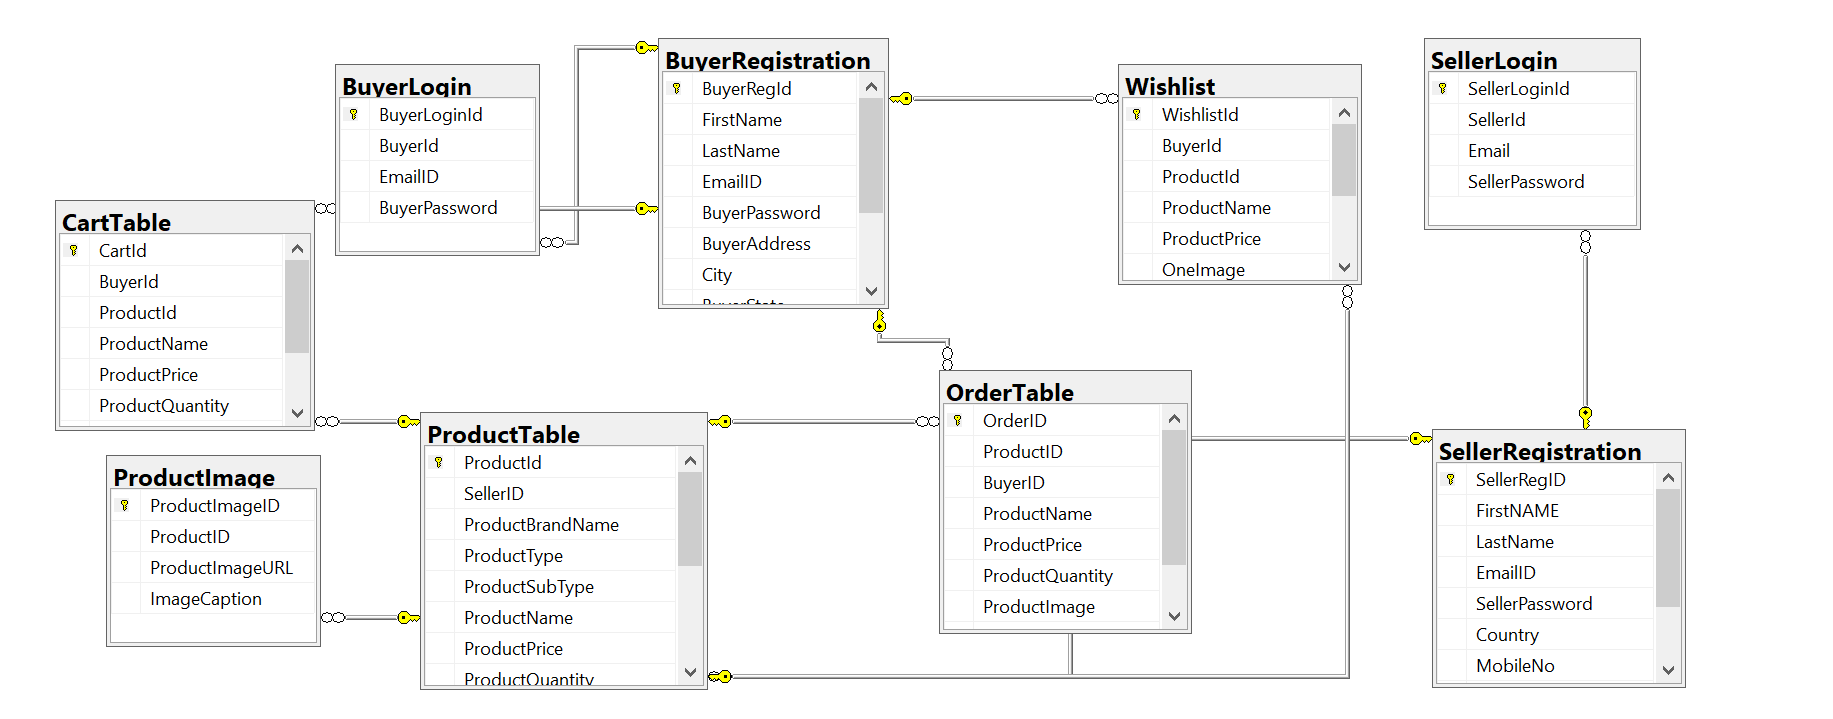 BuyerLogin
BuyerLoginId
BuyerId
EmailID
BuyerPassword
BuyerRegistration
BuyerRegId
FirstName
LastName
EmailID
BuyerPassword
BuyerAddress
City
BuyerState
Wishlist
WishlistId
BuyerId
ProductId
ProductName
ProductPrice
OneImage
SellerLogin
SellerLoginId
SellerId
Email
SellerPassword
CartTable
CartId
BuyerId
ProductId
ProductName
ProductPrice
ProductQuantity
ProductImage
ProductImageID
ProductID
ProductImageURL
ImageCaption
ProductTable
ProductId
SellerID
ProductBrandName
ProductType
ProductSubType
ProductName
ProductPrice
ProductQuantity
OrderTable
OrderID
ProductID
BuyerID
ProductName
ProductPrice
ProductQuantity
ProductImage
SellerRegistration
SellerRegID
FirstNAME
LastName
EmailID
SellerPassword
Country
MobileNo